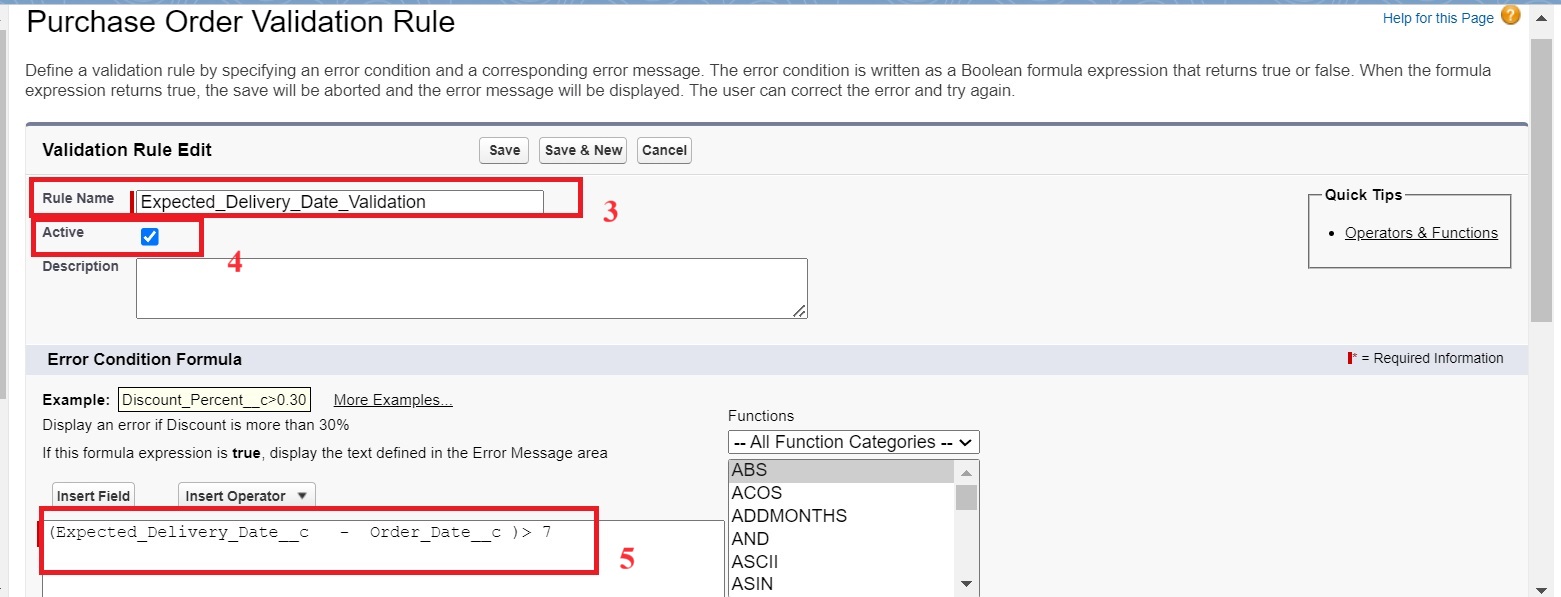 Purchase Order Validation Rule
Help for this Page ?
Define a validation rule by specifying an error condition and a corresponding error message. The error condition is written as a Boolean formula expression that returns true or false. When the formula
expression returns true, the save will be aborted and the error message will be displayed. The user can correct the error and try again.
Validation Rule Edit
Save
Save & New
Cancel
Rule Name
Expected_Delivery_Date_Validation
3
Active
4
Description
Quick Tips
• Operators & Functions
Error Condition Formula
* = Required Information
Example: Discount_Percent__c>0.30 More Examples...
Display an error if Discount is more than 30%
If this formula expression is true, display the text defined in the Error Message area
Insert Field
Insert Operator
(Expected_Delivery_Date__c - Order_Date__c )> 7
5
Functions
-- All Function Categories --
ABS
ACOS
ADDMONTHS
AND
ASCII
ASIN